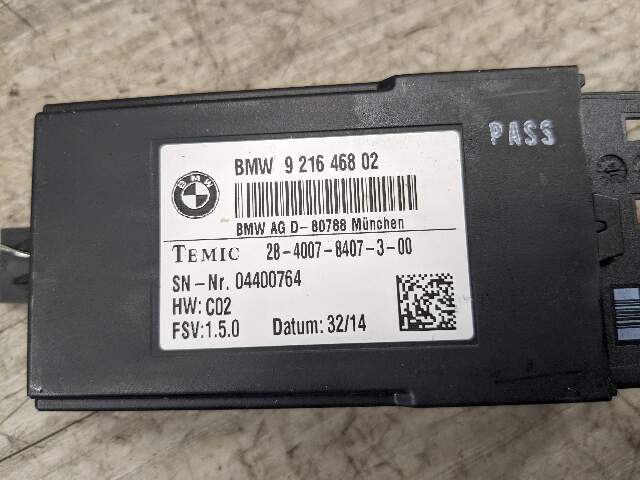 PASS
BMW 9 216 468 02
BMW
BMW AG D-80788 München
TEMIC 28-4007-8407-3-00
SN-Nr. 04400764
HW: C02
FSV:1.5.0 Datum: 32/14